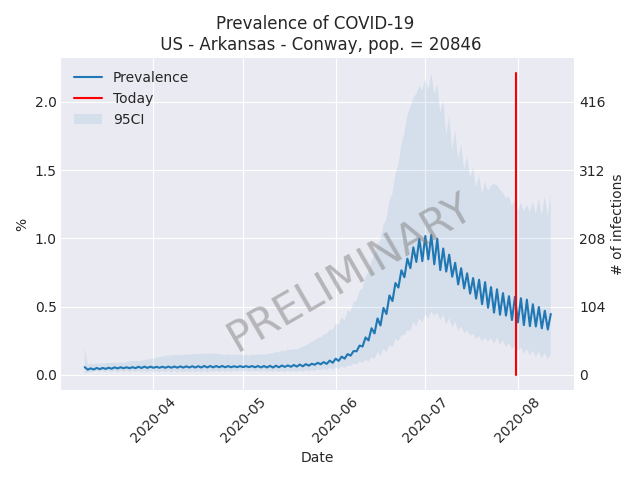 Prevalence of COVID-19
US - Arkansas - Conway, pop. = 20846
Prevalence
Today
95CI
2.0
1.5
1.0
0.5
0.0
%
416
312
208
104
0
# of infections
PRELIMINARY
2020-04
2020-05
2020-06
2020-07
2020-08
Date